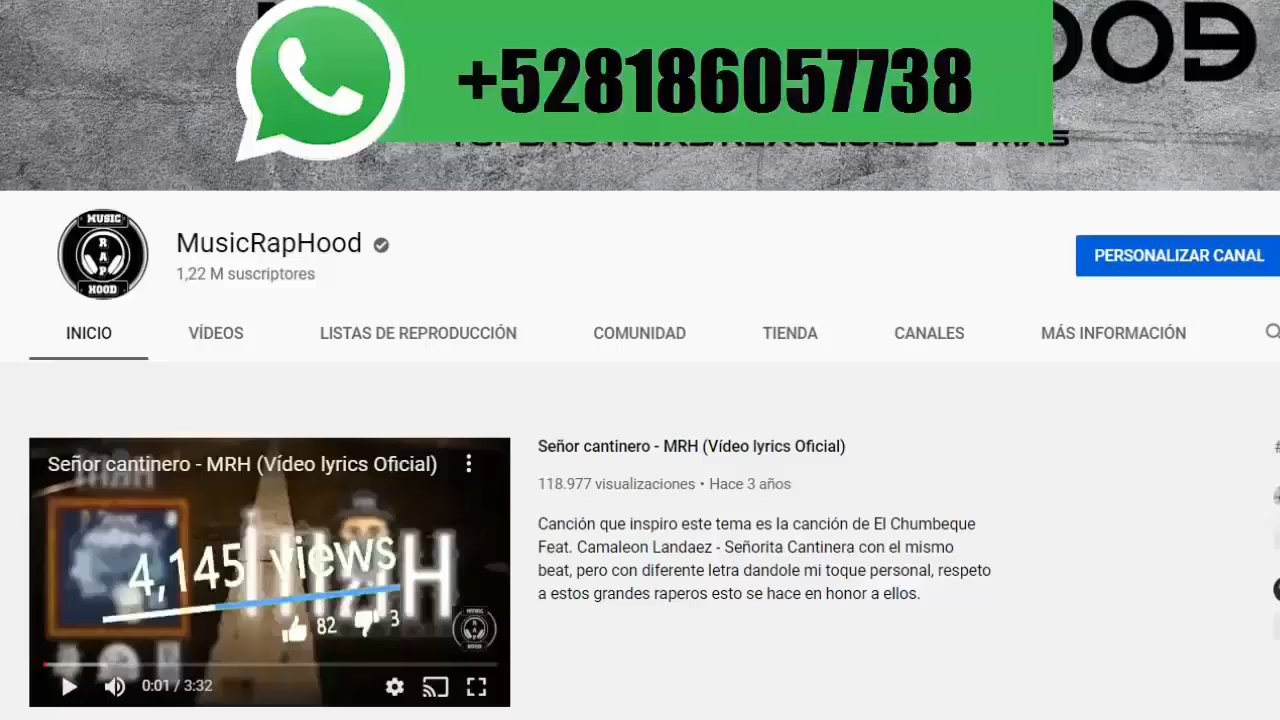 +528186057738
OOD
MUSIC
RAP
HOOD
MusicRapHood
1,22 M suscriptores
PERSONALIZAR CANAL
INICIO
VÍDEOS
LISTAS DE REPRODUCCIÓN
COMUNIDAD
TIENDA
CANALES
MÁS INFORMACIÓN
Señor cantinero - MRH (Vídeo lyrics Oficial)
4,145 views
82
3
0:01 / 3:32
Señor cantinero - MRH (Vídeo lyrics Oficial)
118.977 visualizaciones • Hace 3 años
Canción que inspiro este tema es la canción de El Chumbeque
Feat. Camaleon Landaez - Señorita Cantinera con el mismo
beat, pero con diferente letra dandole mi toque personal, respeto
a estos grandes raperos esto se hace en honor a ellos.